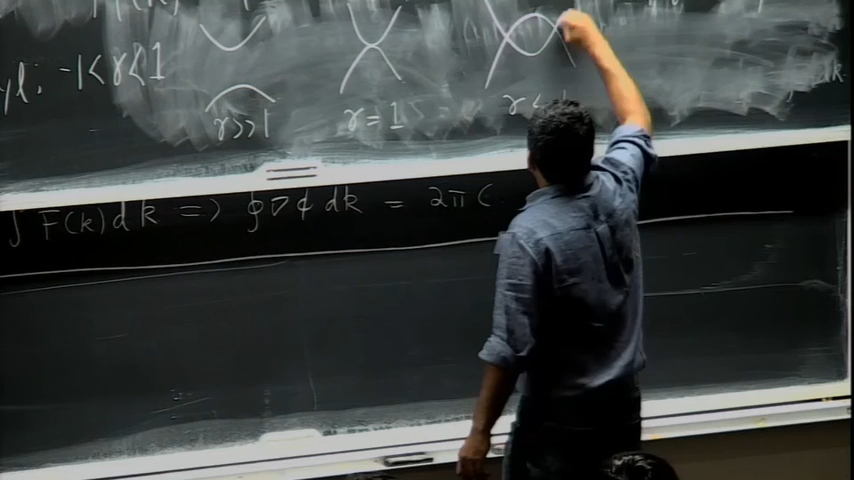 yl: -1<γ<1
γ>>1
γ=1
γ<
∫ F(k)dk => ∮∇ϕ dk = 2π C